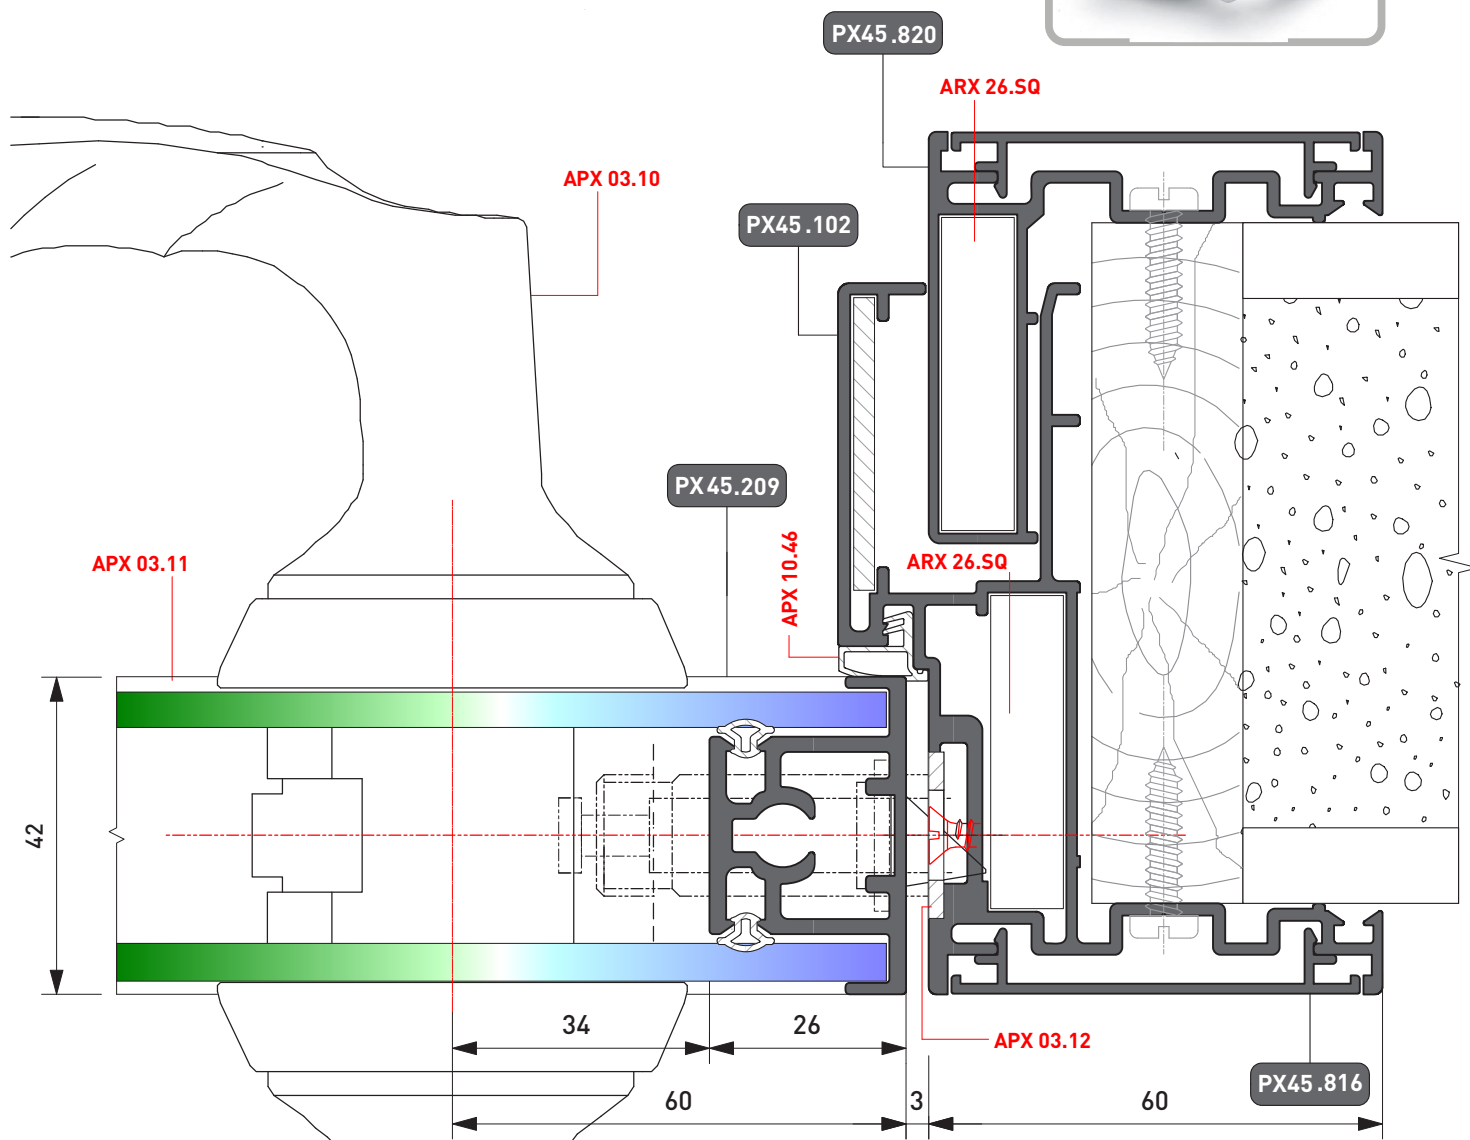 PX45.820
ARX 26.SQ
APX 03.10
PX45.102
PX45.209
APX 03.11
APX 10.46
ARX 26.SQ
42
34
26
APX 03.12
PX45.816
60
3
60